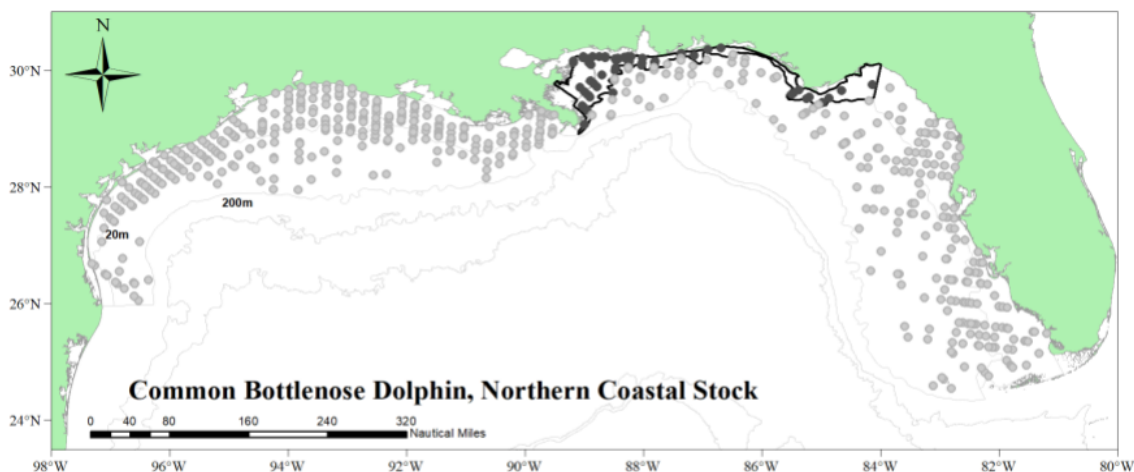 N
30°N
28°N
200m
20m
26°N
Common Bottlenose Dolphin, Northern Coastal Stock
0 40 80 160 240 320
Nautical Miles
24°N
98°W 96°W 94°W 92°W 90°W 88°W 86°W 84°W 82°W 80°W